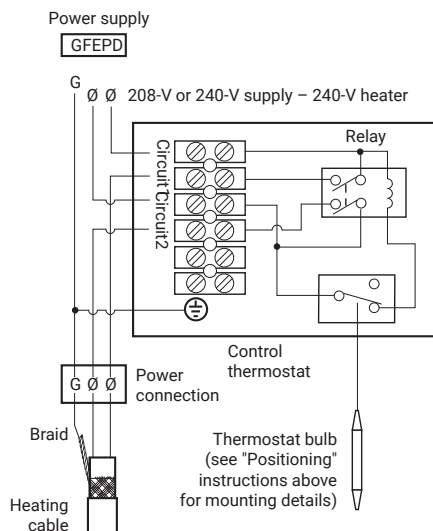 Power supply
GFEPD
G Ø Ø 208-V or 240-V supply – 240-V heater
Relay
Circuit1
Circuit2
Control
thermostat
G Ø Ø
Power
connection
Braid
Thermostat bulb
(see "Positioning"
instructions above
for mounting details)
Heating
cable